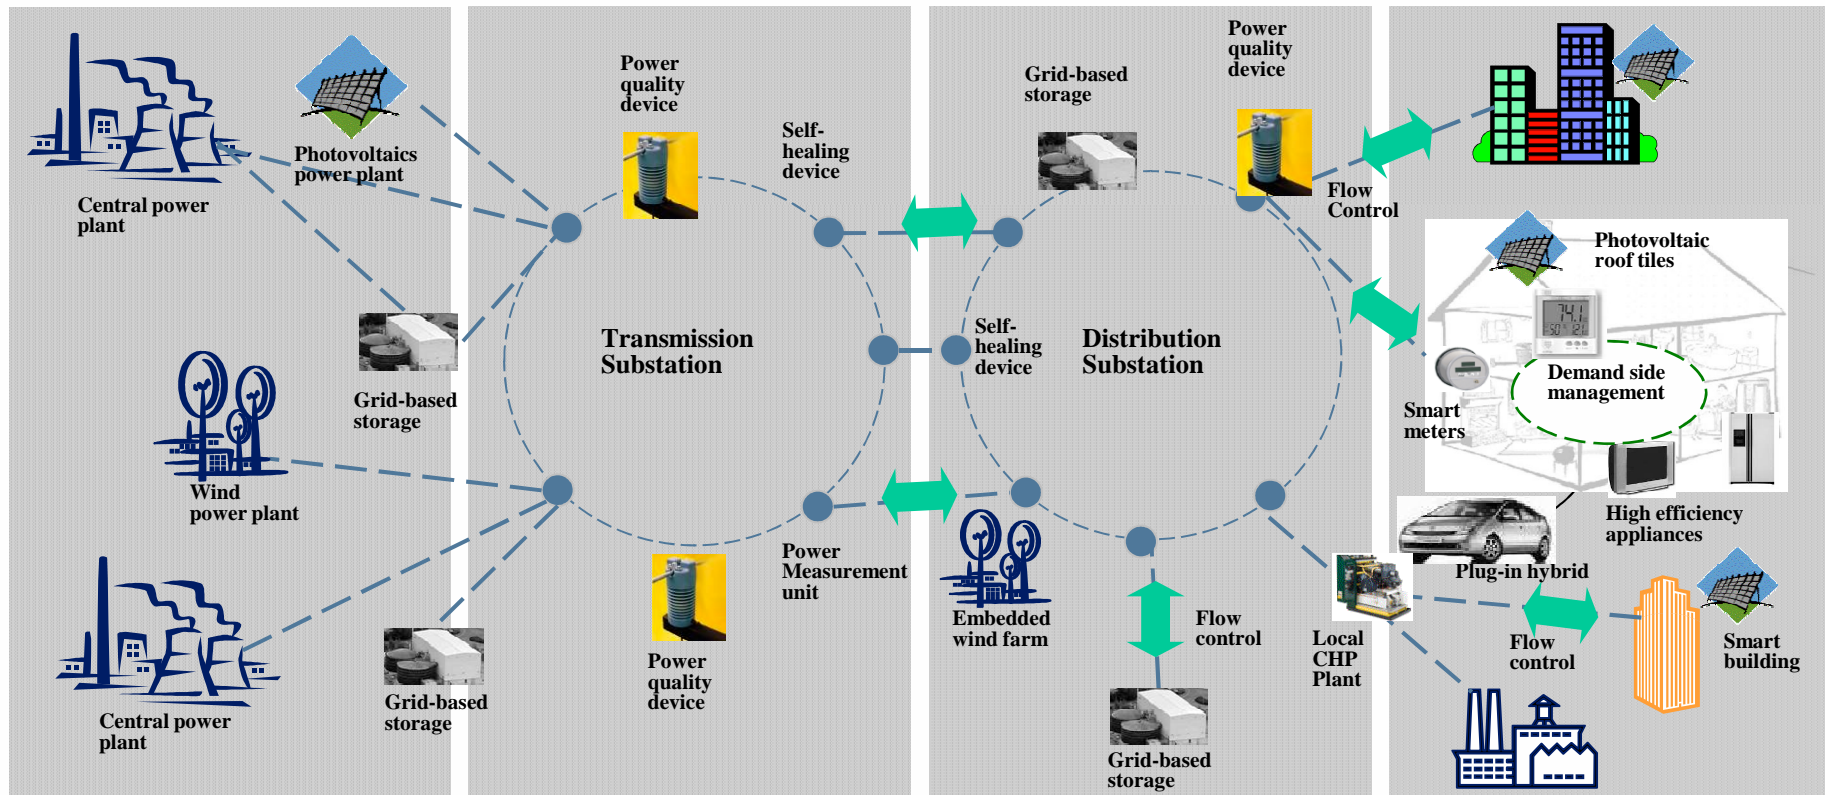 Photovoltaics
power plant
Central power
plant
Grid-based
storage
Wind
power plant
Central power
plant
Grid-based
storage
Power
quality
device
Self-
healing
device
Transmission
Substation
Power
Measurement
unit
Power
quality
device
Grid-based
storage
Power
quality
device
Flow
Control
Self-
healing
device
Distribution
Substation
Embedded
wind farm
Flow
control
Grid-based
storage
Local
CHP
Plant
Photovoltaic
roof tiles
74.1
Demand side
management
Smart
meters
High efficiency
appliances
Plug-in hybrid
Flow
control
Smart
building